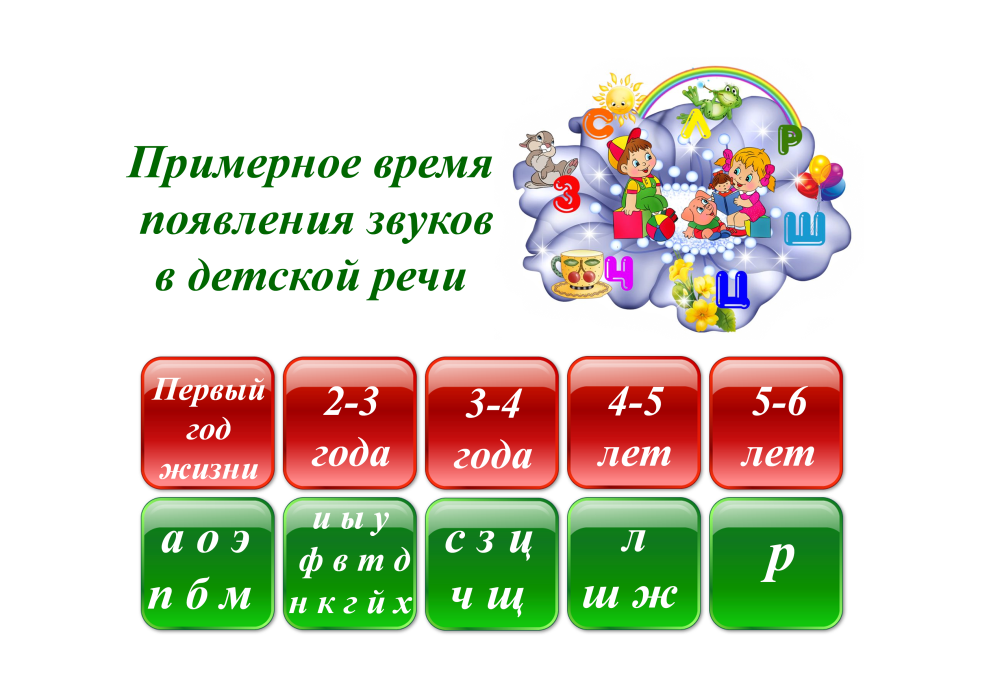 Примерное время
появления звуков
в детской речи
С
Л
Р
З
Ш
Ч
Ц
Первый
год
жизни
2-3
года
3-4
года
4-5
лет
5-6
лет
а о э
п б м
и ы у
ф в т д
н к г й х
с з ц
ч щ
л
ш ж
р